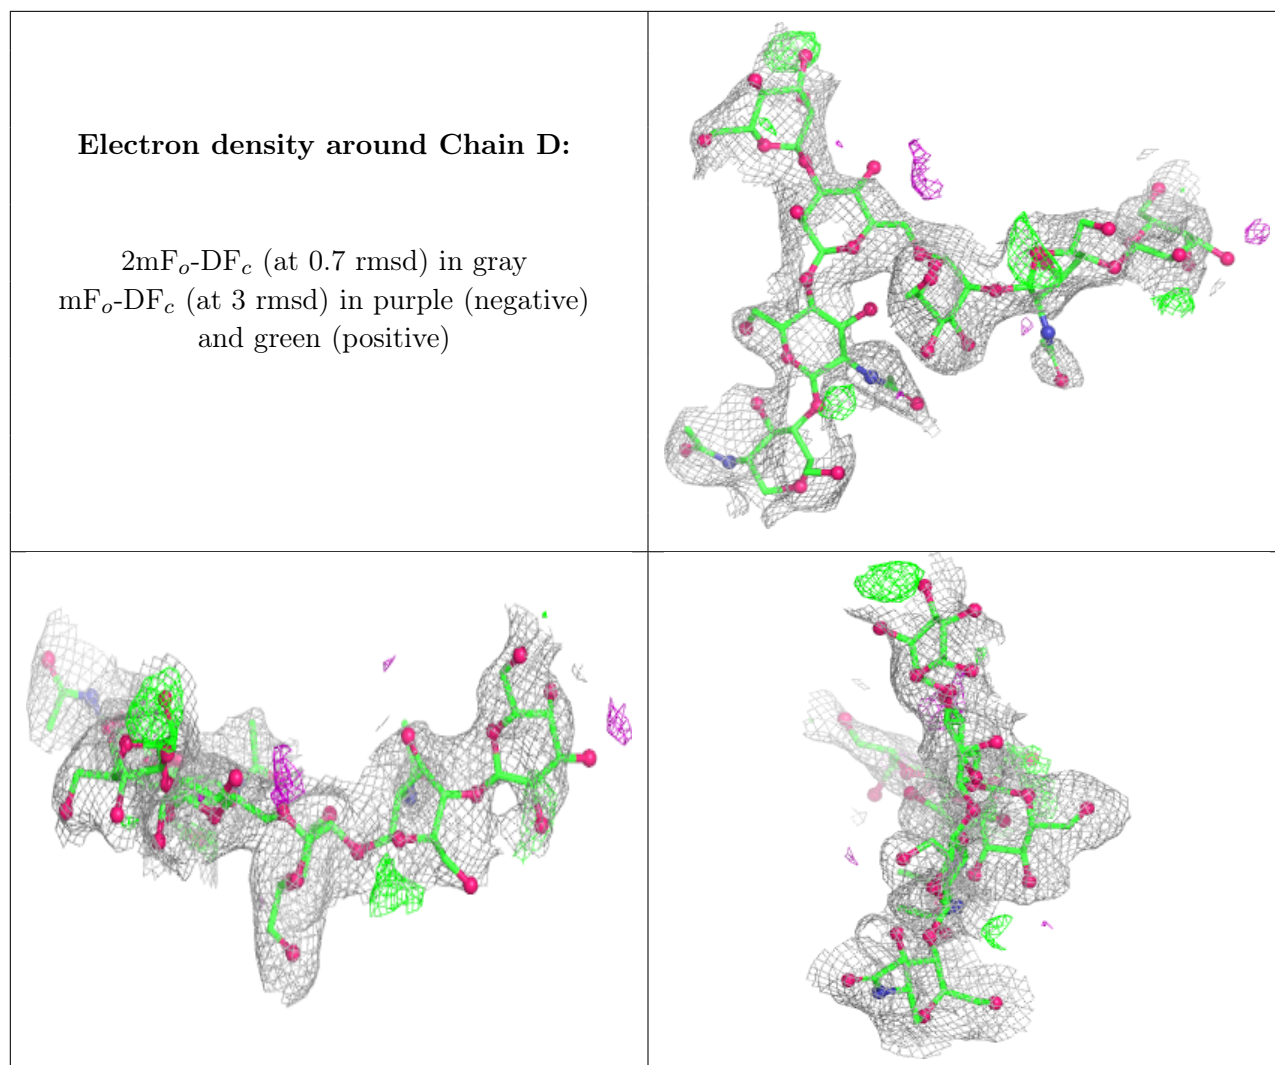 Electron density around Chain D:
2mFₒ-DF𝒸 (at 0.7 rmsd) in gray
mFₒ-DF𝒸 (at 3 rmsd) in purple (negative)
and green (positive)